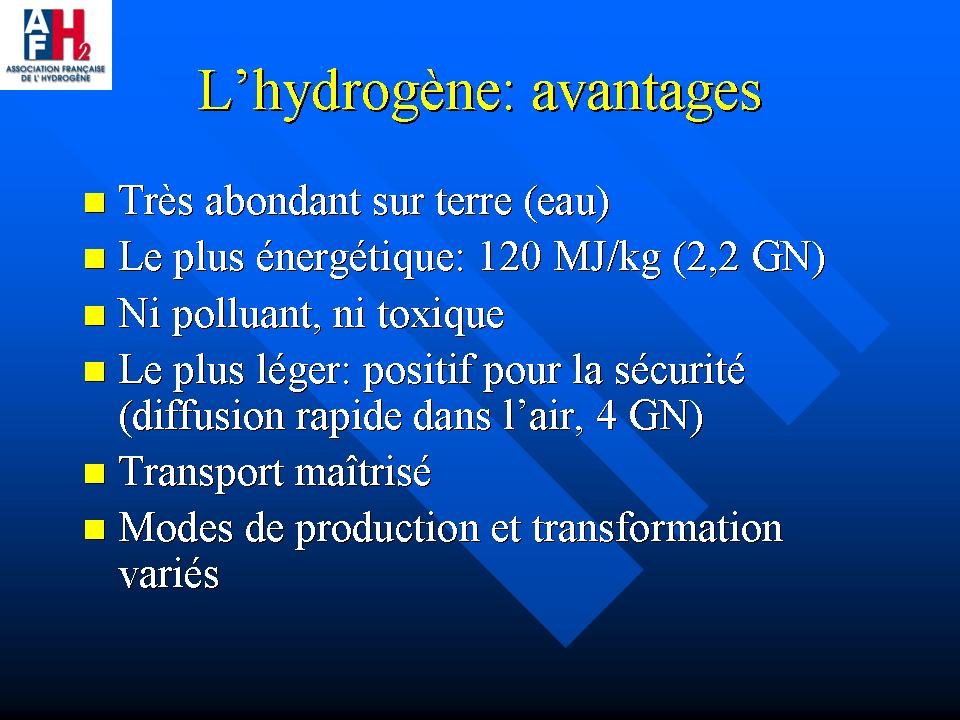 AFH2
ASSOCIATION FRANÇAISE
DE L'HYDROGÈNE
L’hydrogène: avantages
Très abondant sur terre (eau)
Le plus énergétique: 120 MJ/kg (2,2 GN)
Ni polluant, ni toxique
Le plus léger: positif pour la sécurité
(diffusion rapide dans l’air, 4 GN)
Transport maîtrisé
Modes de production et transformation
variés